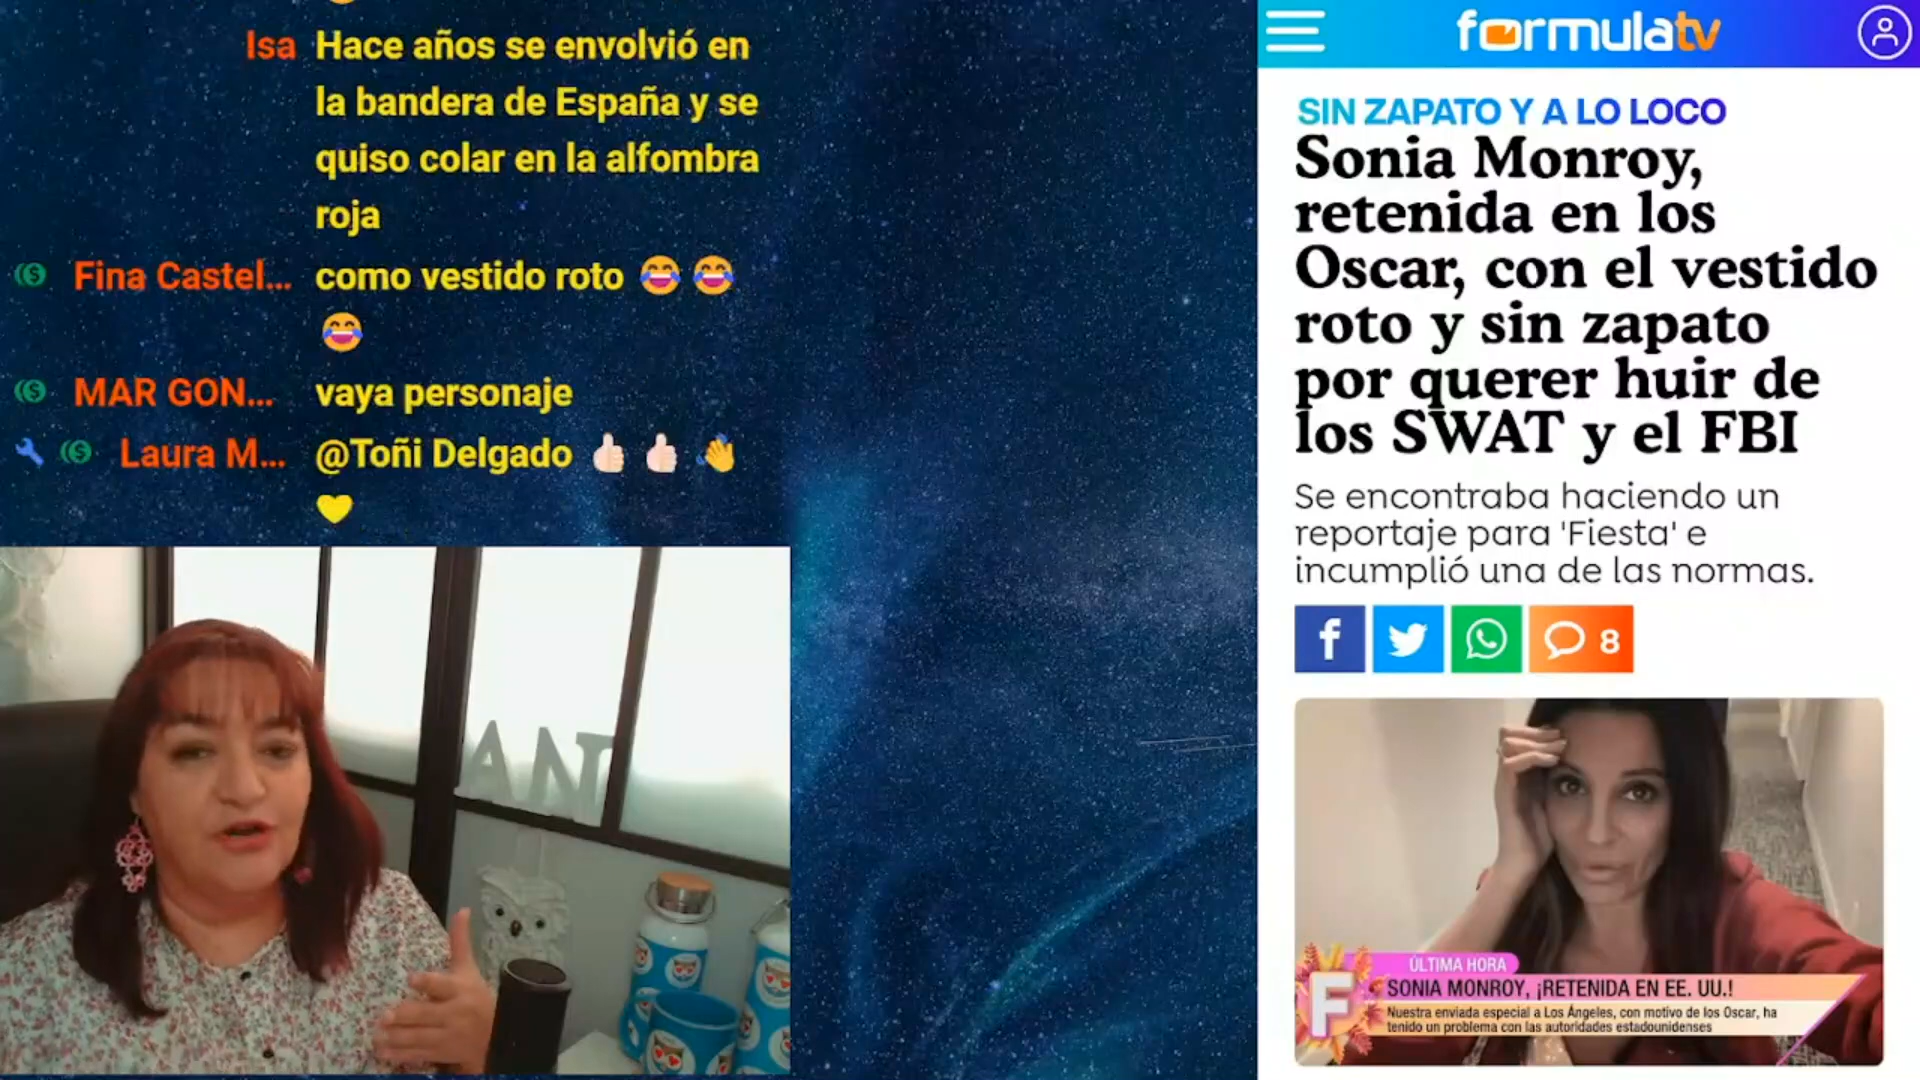 Isa Hace años se envolvió en
la bandera de España y se
quiso colar en la alfombra
roja
Fina Castel... como vestido roto 😂 😂
😂
MAR GON... vaya personaje
Laura M... @Toñi Delgado 👍🏻 👍🏻 👏
💛
AN
formulatv
SIN ZAPATO Y A LO LOCO
Sonia Monroy,
retenida en los
Oscar, con el vestido
roto y sin zapato
por querer huir de
los SWAT y el FBI
Se encontraba haciendo un
reportaje para 'Fiesta' e
incumplió una de las normas.
f
8
F
ÚLTIMA HORA
SONIA MONROY, ¡RETENIDA EN EE. UU.!
Nuestra enviada especial a Los Ángeles, con motivo de los Oscar, ha
tenido un problema con las autoridades estadounidenses